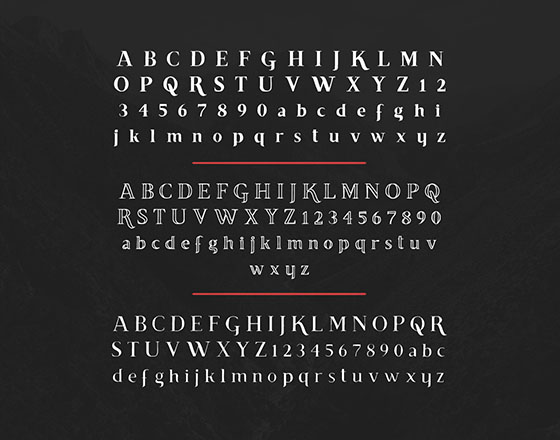 A B C D E F G H I J K L M N
O P Q R S T U V W X Y Z 1 2
3 4 5 6 7 8 9 0 a b c d e f g h i
j k l m n o p q r s t u v w x y z
A B C D E F G H I J K L M N O P Q
R S T U V W X Y Z 1 2 3 4 5 6 7 8 9 0
a b c d e f g h i j k l m n o p q r s t u v
w x y z
A B C D E F G H I J K L M N O P Q R
S T U V W X Y Z 1 2 3 4 5 6 7 8 9 0 a b c
d e f g h i j k l m n o p q r s t u v w x y z